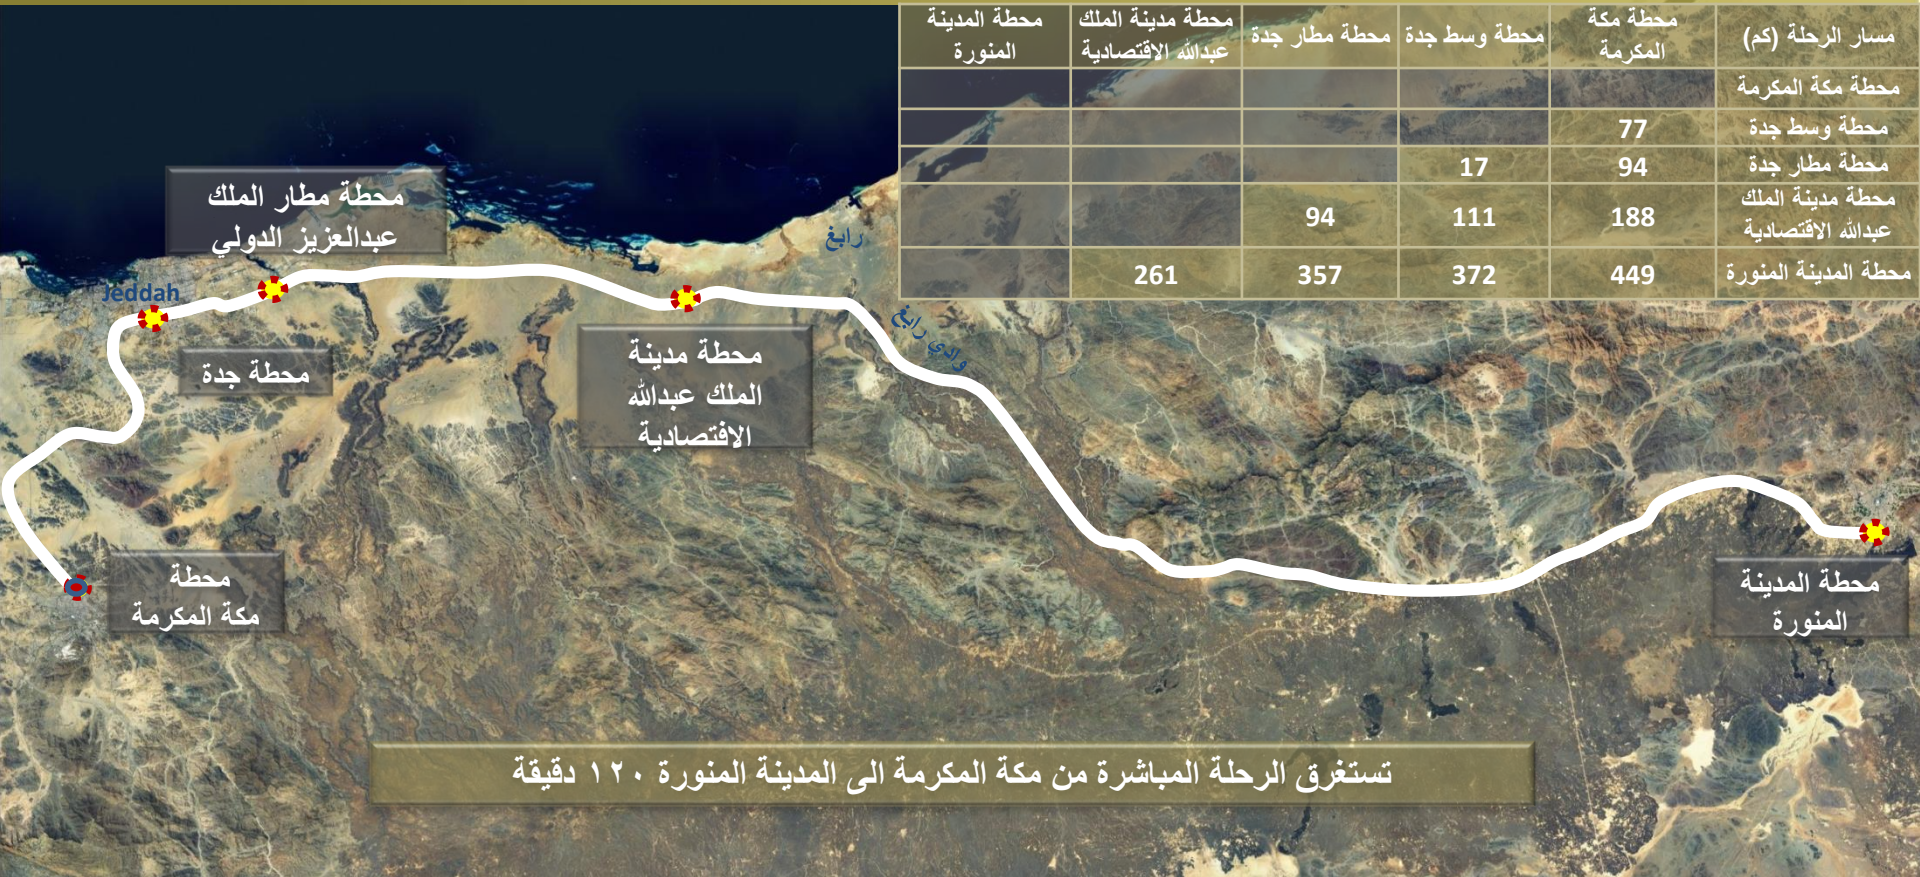 مسار الرحلة (كم)
محطة مكة
المكرمة
محطة وسط جدة
محطة مطار جدة
محطة مدينة الملك
عبدالله الاقتصادية
محطة المدينة
المنورة
محطة مكة المكرمة
محطة وسط جدة
77
محطة مطار جدة
94
17
محطة مدينة الملك
عبدالله الاقتصادية
188
111
94
محطة المدينة المنورة
449
372
357
261
محطة مطار الملك
عبدالعزيز الدولي
رابغ
Jeddah
وادي رابغ
محطة جدة
محطة مدينة
الملك عبدالله
الاقتصادية
محطة
مكة المكرمة
محطة المدينة
المنورة
تستغرق الرحلة المباشرة من مكة المكرمة الى المدينة المنورة ١٢٠ دقيقة